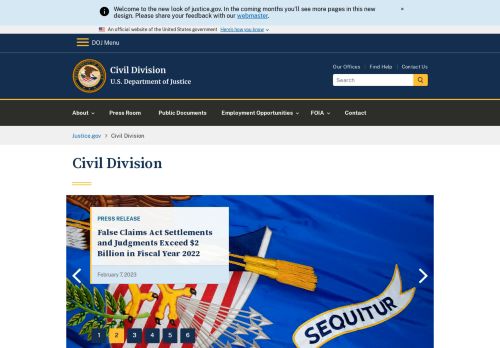 Welcome to the new look of justice.gov. In the coming months you'll see more pages in this new
design. Please share your feedback with our webmaster.
×
An official website of the United States government Here's how you know
DOJ Menu
Civil Division
U.S. Department of Justice
Our Offices | Find Help | Contact Us
Search
About Press Room Public Documents Employment Opportunities FOIA Contact
Justice.gov > Civil Division
Civil Division
PRESS RELEASE
False Claims Act Settlements
and Judgments Exceed $2
Billion in Fiscal Year 2022
February 7, 2023
SEQUITUR
1 2 3 4 5 6